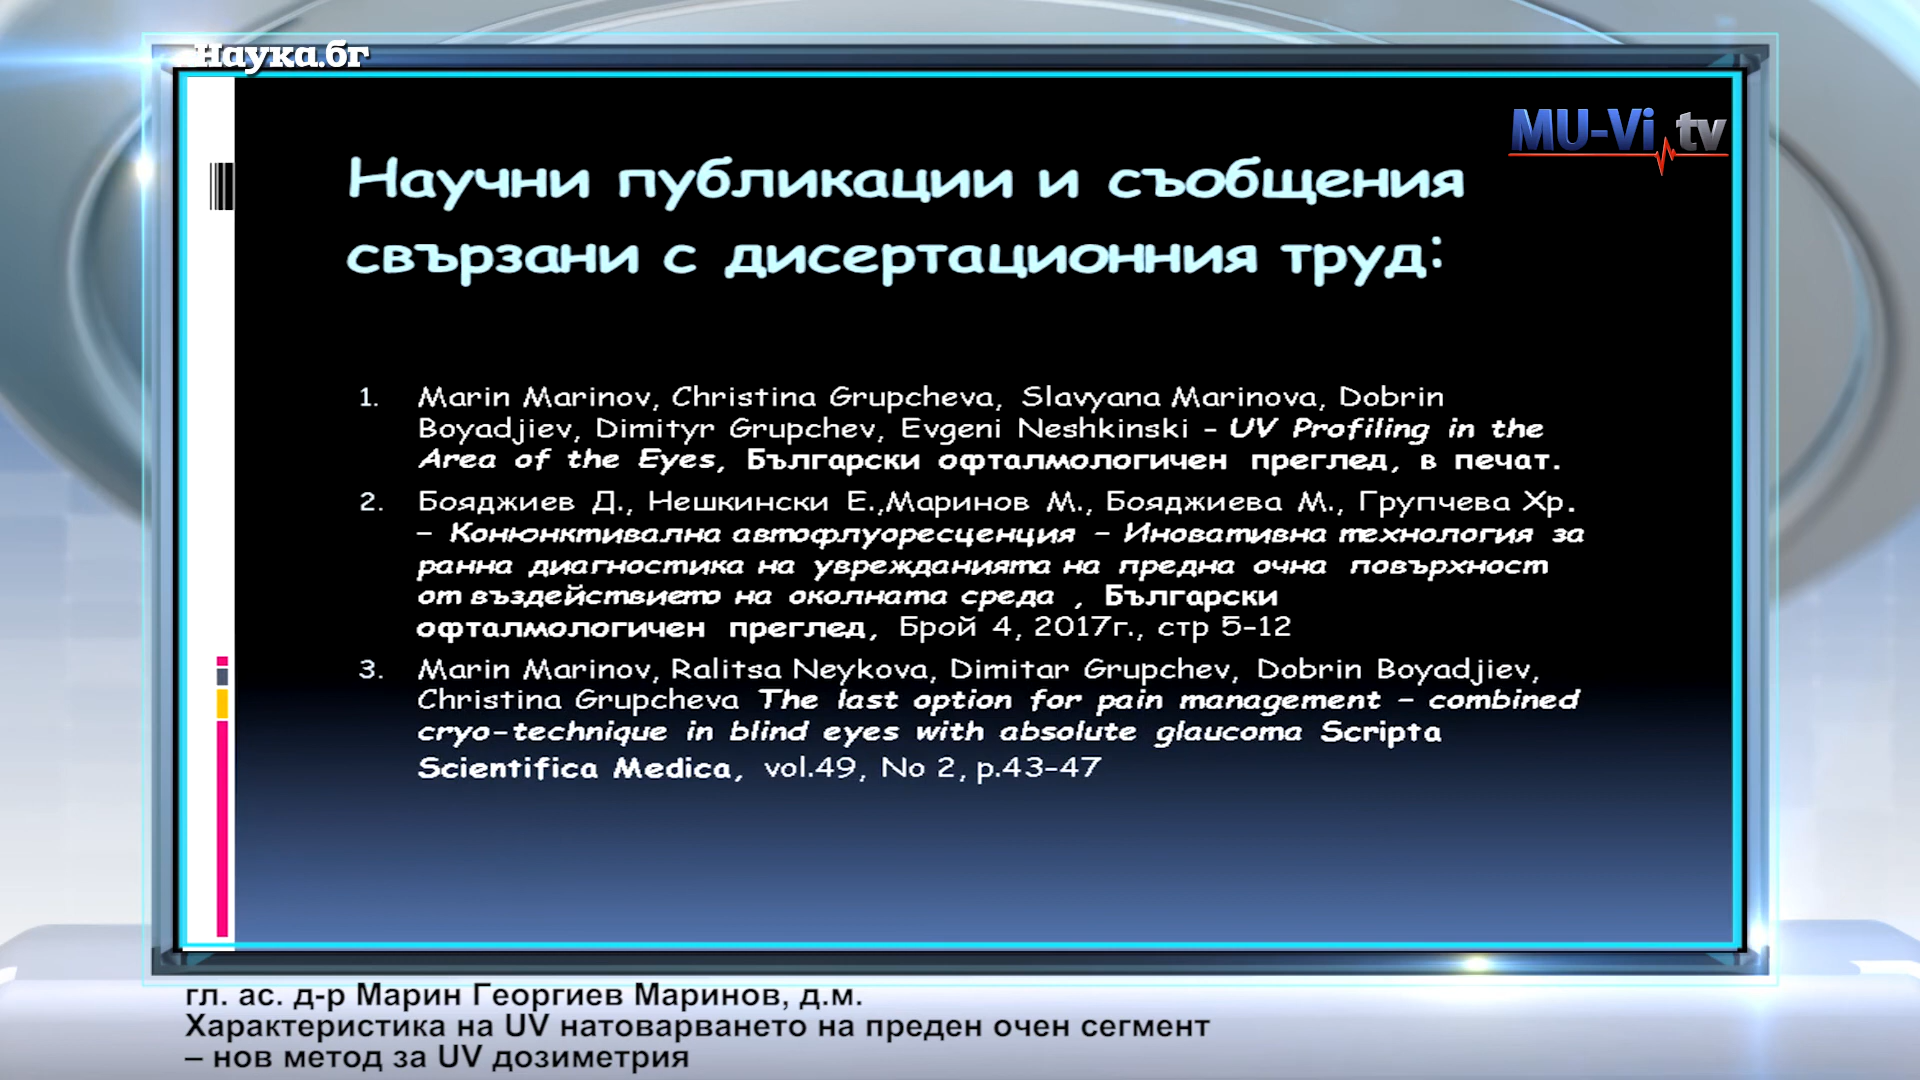 Наука.бг
MU-Vi.tv
Научни публикации и съобщения
свързани с дисертационния труд:
1. Marin Marinov, Christina Grupcheva, Slavyana Marinova, Dobrin
Boyadjiev, Dimityr Grupchev, Evgeni Neshkinski - UV Profiling in the
Area of the Eyes, Български офталмологичен преглед, в печат.
2. Бояджиев Д., Нешкински Е.,Маринов М., Бояджиева М., Групчева Хр.
– Конюнктивална автофлуоресценция – Иновативна технология за
ранна диагностика на уврежданията на предна очна повърхност
от въздействието на околната среда , Български
офталмологичен преглед, Брой 4, 2017г., стр 5-12
3. Marin Marinov, Ralitsa Neykova, Dimitar Grupchev, Dobrin Boyadjiev,
Christina Grupcheva The last option for pain management – combined
cryo-technique in blind eyes with absolute glaucoma Scripta
Scientifica Medica, vol.49, No 2, p.43-47
гл. ас. д-р Марин Георгиев Маринов, д.м.
Характеристика на UV натоварването на преден очен сегмент
– нов метод за UV дозиметрия